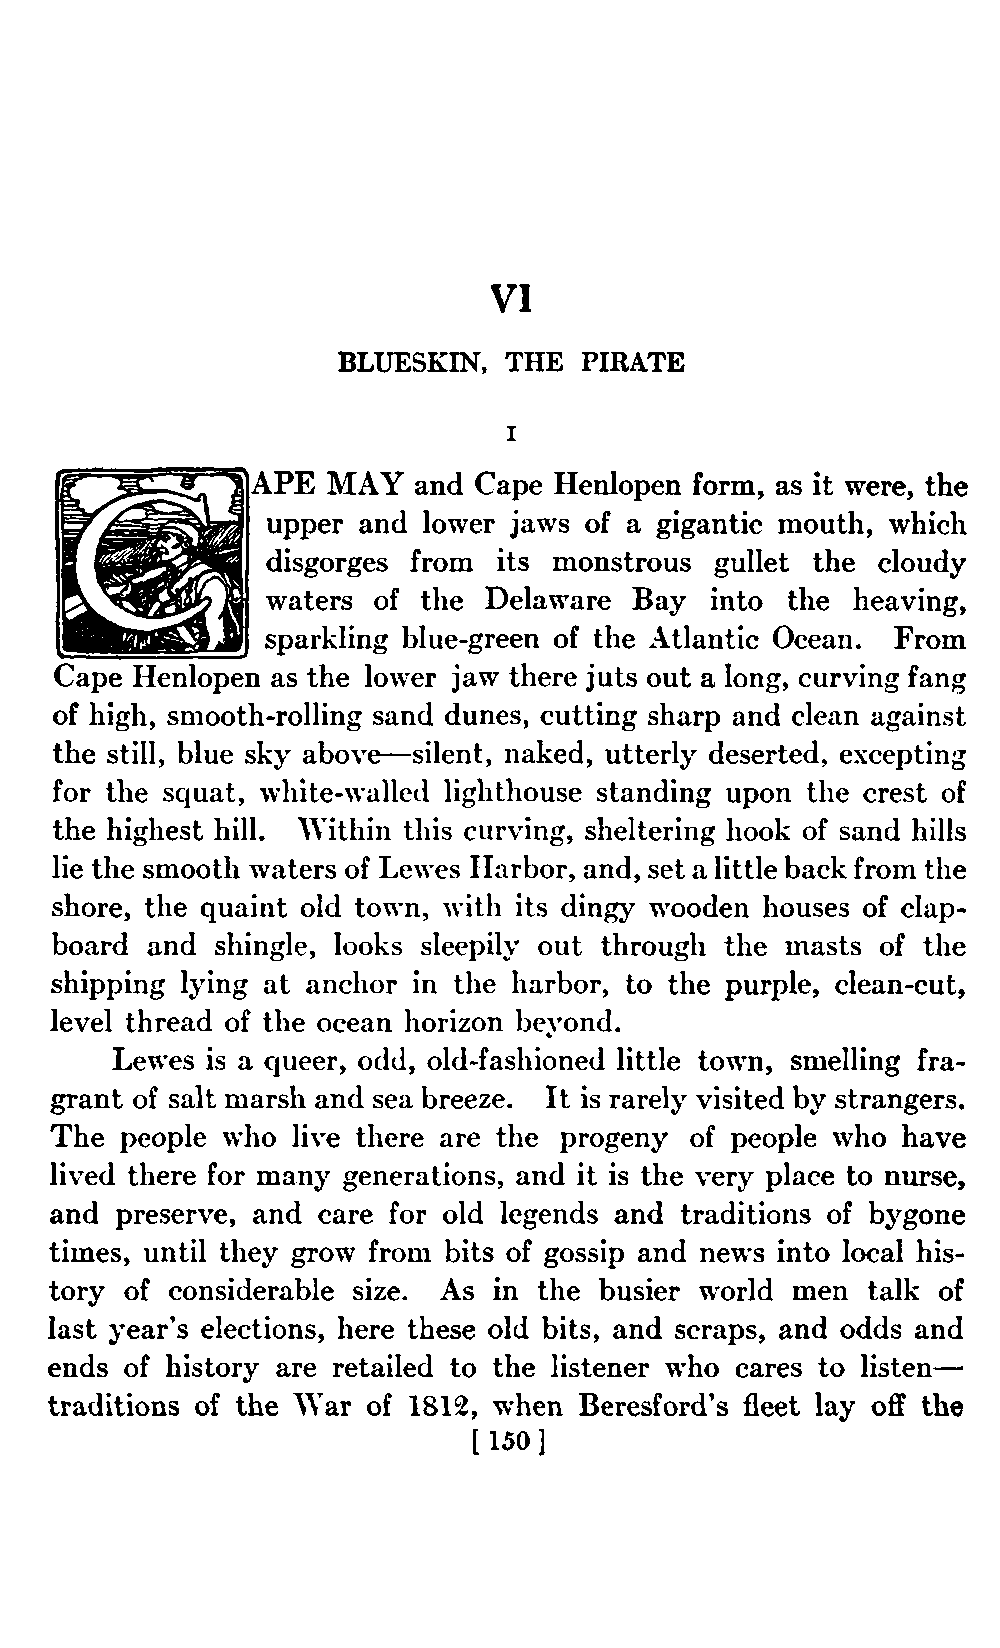 VI
BLUESKIN, THE PIRATE
I
CAPE MAY and Cape Henlopen form, as it were, the
upper and lower jaws of a gigantic mouth, which
disgorges from its monstrous gullet the cloudy
waters of the Delaware Bay into the heaving,
sparkling blue-green of the Atlantic Ocean. From
Cape Henlopen as the lower jaw there juts out a long, curving fang
of high, smooth-rolling sand dunes, cutting sharp and clean against
the still, blue sky above—silent, naked, utterly deserted, excepting
for the squat, white-walled lighthouse standing upon the crest of
the highest hill. Within this curving, sheltering hook of sand hills
lie the smooth waters of Lewes Harbor, and, set a little back from the
shore, the quaint old town, with its dingy wooden houses of clap-
board and shingle, looks sleepily out through the masts of the
shipping lying at anchor in the harbor, to the purple, clean-cut,
level thread of the ocean horizon beyond.
Lewes is a queer, odd, old-fashioned little town, smelling fra-
grant of salt marsh and sea breeze. It is rarely visited by strangers.
The people who live there are the progeny of people who have
lived there for many generations, and it is the very place to nurse,
and preserve, and care for old legends and traditions of bygone
times, until they grow from bits of gossip and news into local his-
tory of considerable size. As in the busier world men talk of
last year's elections, here these old bits, and scraps, and odds and
ends of history are retailed to the listener who cares to listen—
traditions of the War of 1812, when Beresford's fleet lay off the
[ 150 ]